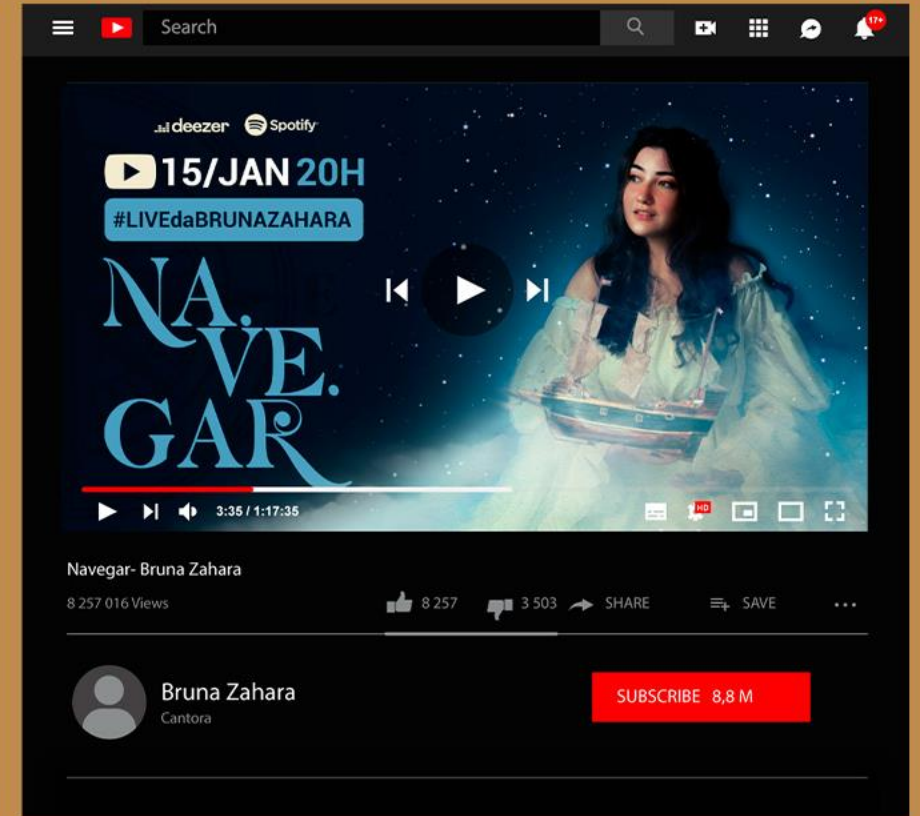 Search
17+
deezer Spotify
15/JAN 20H
#LIVEdaBRUNAZAHARA
NA.
VE.
GAR
3:35 / 1:17:35
HD
Navegar- Bruna Zahara
8 257 016 Views
8 257
3 503
SHARE
SAVE
Bruna Zahara
Cantora
SUBSCRIBE 8,8 M